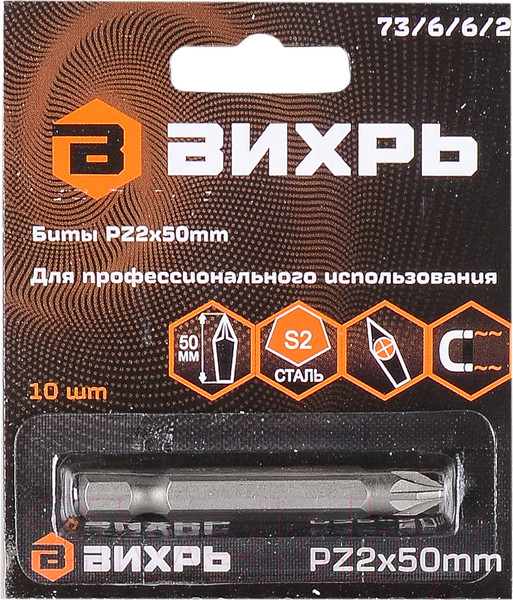 73/6/6/2
В ВИХРЬ
Биты PZ2x50mm
Для профессионального использования
50 ММ
S2
СТАЛЬ
10 шт
В ВИХРЬ
PZ2x50mm